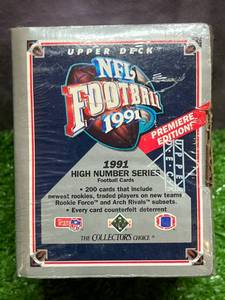 UPPER DECK
NFL
FOOTBALL
1991
PREMIERE EDITION!
1991
HIGH NUMBER SERIES
Football Cards
• 200 cards that include
newest rookies, traded players on new teams
Rookie Force™ and Arch Rivals™ subsets.
• Every card counterfeit deterrent
THE COLLECTOR'S CHOICE